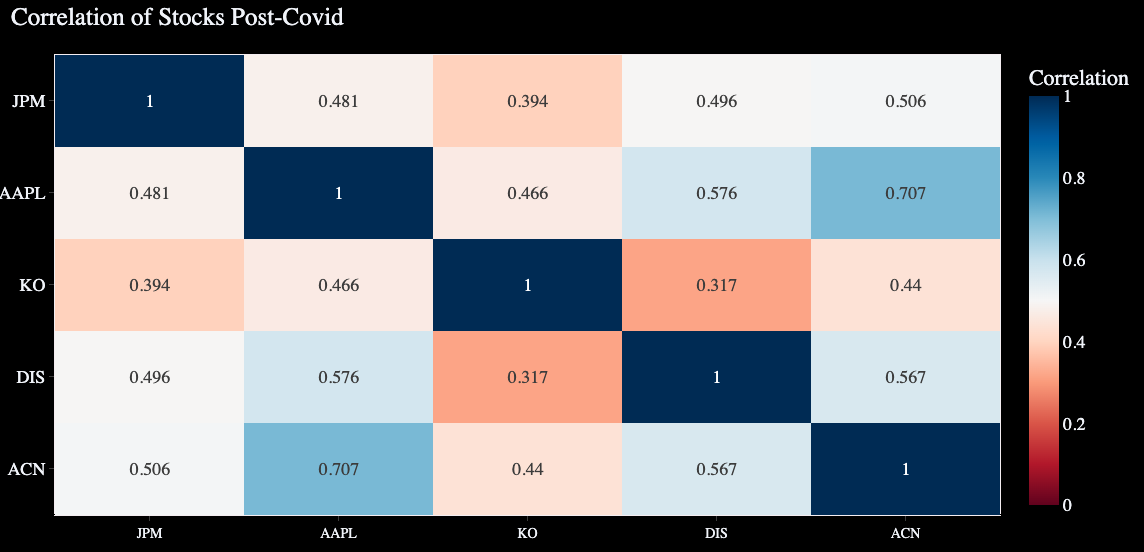 Correlation of Stocks Post-Covid
Correlation
JPM 1 0.481 0.394 0.496 0.506
AAPL 0.481 1 0.466 0.576 0.707
KO 0.394 0.466 1 0.317 0.44
DIS 0.496 0.576 0.317 1 0.567
ACN 0.506 0.707 0.44 0.567 1
JPM AAPL KO DIS ACN
1
0.8
0.6
0.4
0.2
0